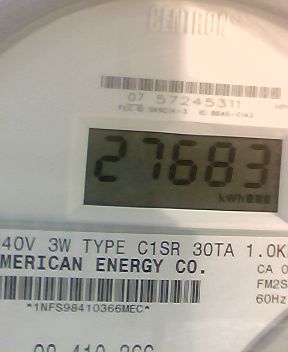 CENTRON
07 57245311
27683
kWh
40V 3W TYPE C1SR 30TA 1.0K
MERICAN ENERGY CO.
CA 0
FM2S
60Hz
*1NFS98410366MEC*